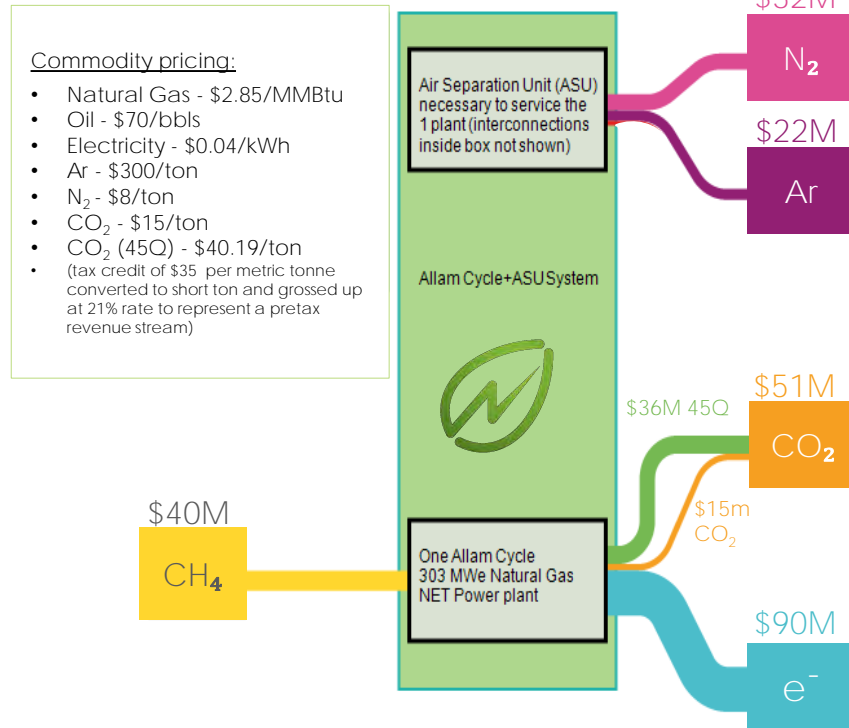 Commodity pricing:
• Natural Gas - $2.85/MMBtu
• Oil - $70/bbls
• Electricity - $0.04/kWh
• Ar - $300/ton
• N₂ - $8/ton
• CO₂ - $15/ton
• CO₂ (45Q) - $40.19/ton
• (tax credit of $35 per metric tonne
converted to short ton and grossed up
at 21% rate to represent a pretax
revenue stream)
Air Separation Unit (ASU)
necessary to service the
1 plant (interconnections
inside box not shown)
N₂
$22M
Ar
Allam Cycle+ASU System
$51M
$36M 45Q
CO₂
$15m
CO₂
$40M
CH₄
One Allam Cycle
303 MWe Natural Gas
NET Power plant
$90M
e⁻